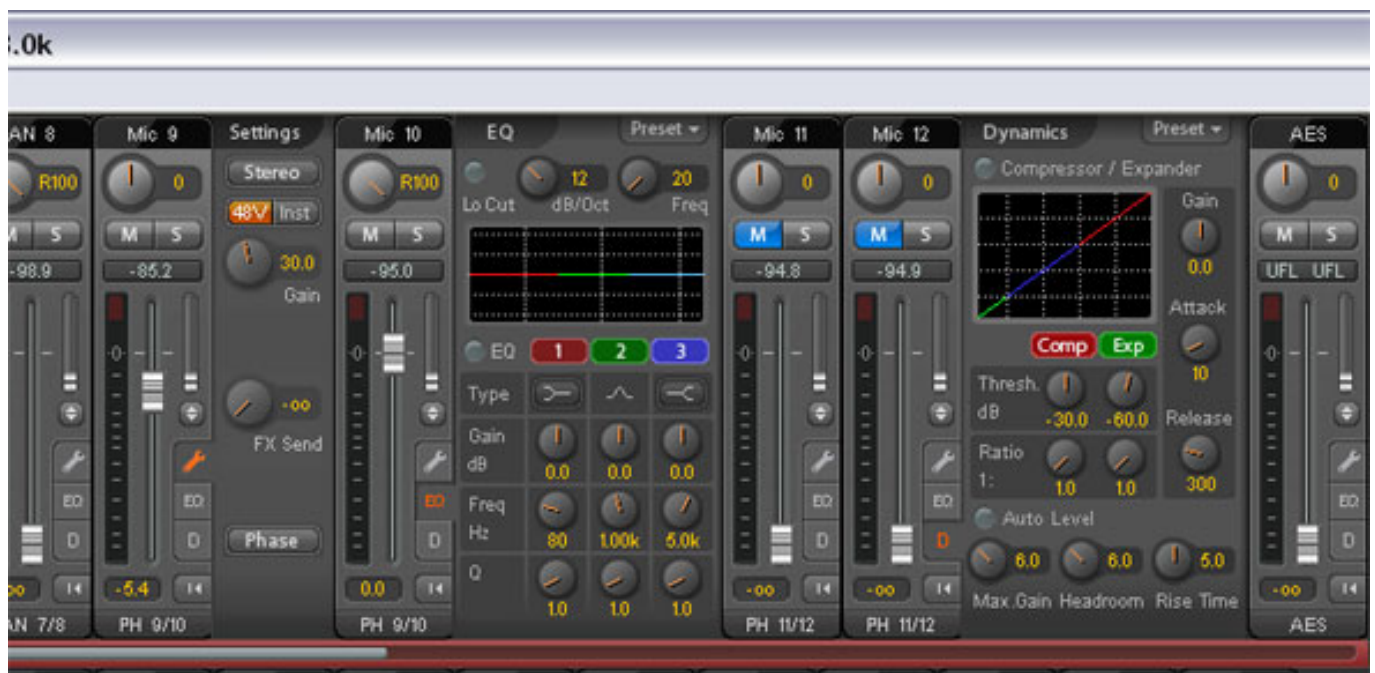 .0k
AN 8 Mic 9 Settings Mic 10 EQ Preset Mic 11 Mic 12 Dynamics Preset AES
R100 0 Stereo R100 12 20 0 0 Compressor / Expander 0
48V Inst Lo Cut dB/Oct Freq Gain
M S M S M S M S M S M S
-98.9 -85.2 30.0 -95.0 -94.8 -94.9 0.0 UFL UFL
Gain Attack
0 0 EQ 1 2 3 0 0 Comp Exp 0
Type Thresh. 10
-oo dB -30.0 -60.0 Release
FX Send Gain Ratio
dB 0.0 0.0 0.0 1: 1.0 1.0 300
EQ EQ EQ Freq EQ EQ EQ
Hz 80 1.00k 5.0k Auto Level
D D Phase D D D D
Q 6.0 6.0 5.0
-5.4 0.0 1.0 1.0 1.0 -oo -oo Max.Gain Headroom Rise Time -oo
AN 7/8 PH 9/10 PH 9/10 PH 11/12 PH 11/12 AES